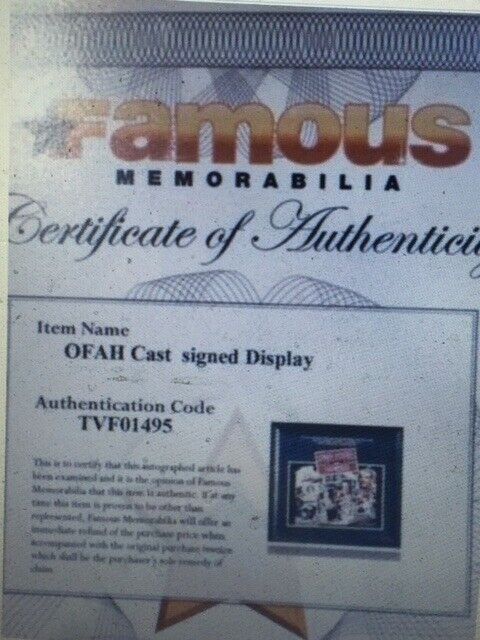 Famous
MEMORABILIA
Certificate of Authenticity
Item Name
OFAH Cast signed Display
Authentication Code
TVF01495
This is to certify that this autographed article has
been examined and it is the opinion of Famous
Memorabilia that this item is authentic. If at any
time this item is proven to be other than
represented, Famous Memorabilia will offer an
immediate refund of the purchase price when
accompanied with the original purchase invoice
which shall be the purchaser's sole remedy of
claim